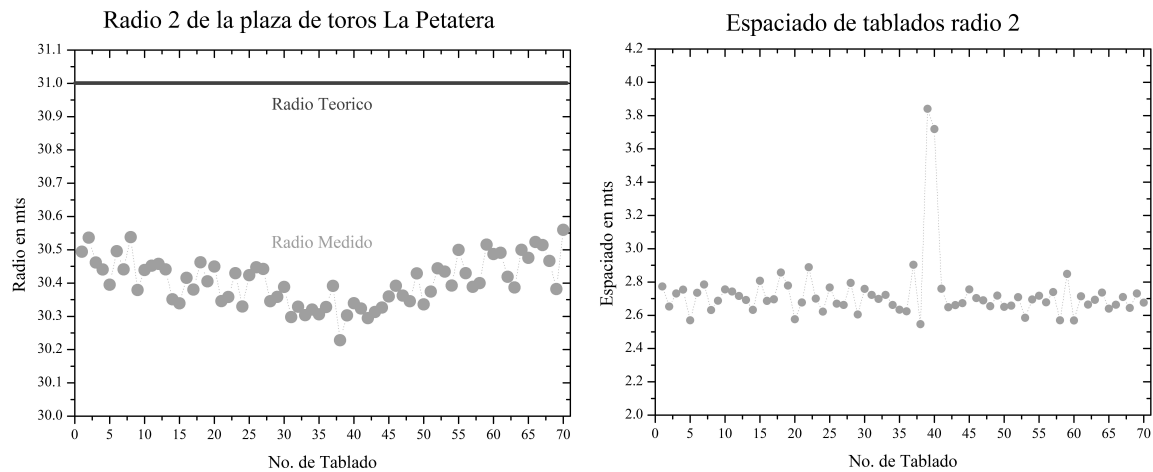 Radio 2 de la plaza de toros La Petatera
31.1
31.0
30.9
30.8
30.7
30.6
30.5
30.4
30.3
30.2
30.1
30.0
Radio en mts
Radio Teorico
Radio Medido
0 5 10 15 20 25 30 35 40 45 50 55 60 65 70
No. de Tablado
Espaciado de tablados radio 2
4.2
4.0
3.8
3.6
3.4
3.2
3.0
2.8
2.6
2.4
2.2
2.0
Espaciado en mts
0 5 10 15 20 25 30 35 40 45 50 55 60 65 70
No. de Tablado